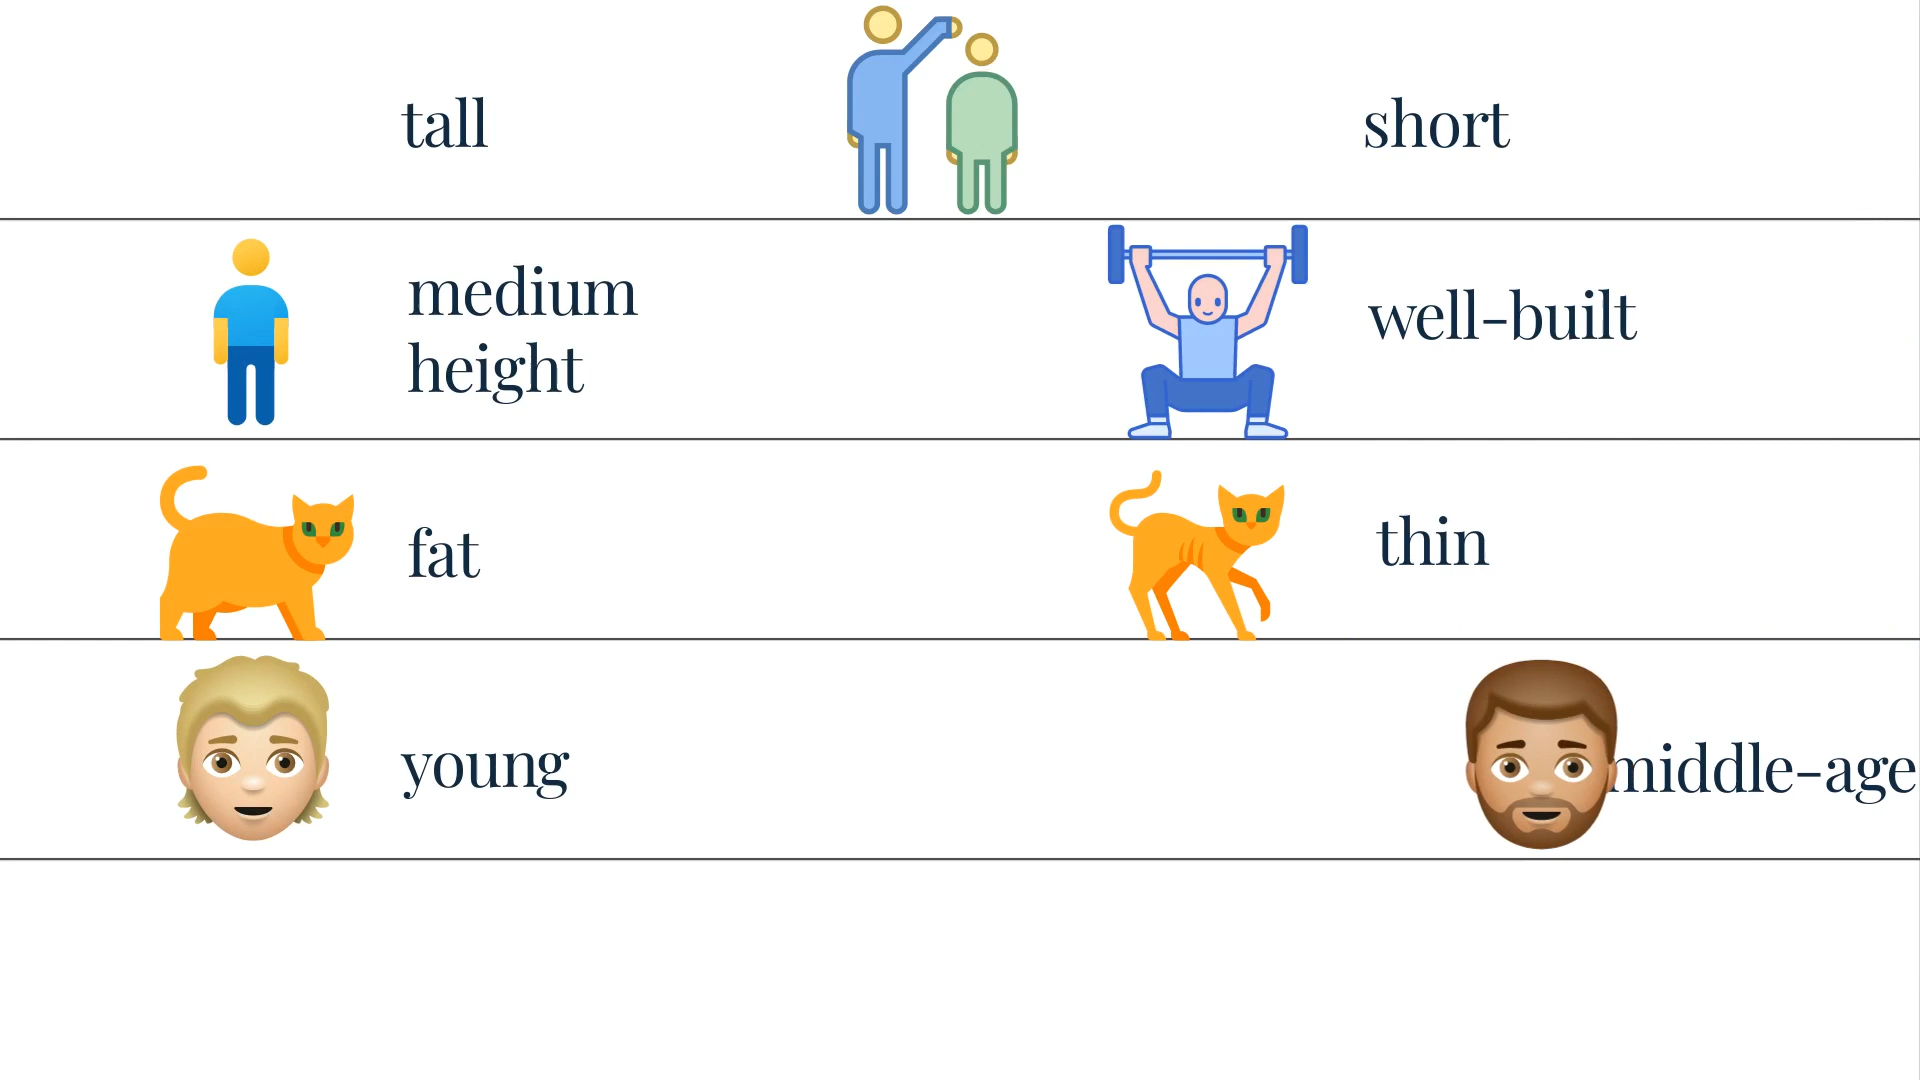 tall
short
medium
height
well-built
fat
thin
young
middle-age